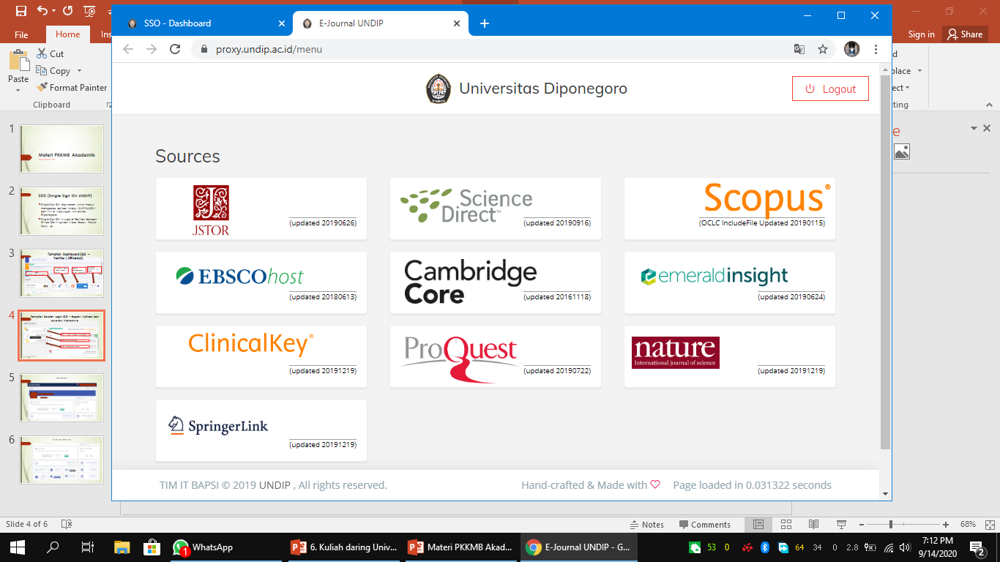 SSO - Dashboard
E-Journal UNDIP
File
Home
Ins
Sign in
Share
proxy.undip.ac.id/menu
Cut
Copy
Paste
Format Painter
Clipboard
Universitas Diponegoro
Logout
Sources
JSTOR
(updated 20190626)
Science
Direct™
(updated 20190916)
Scopus®
(OCLC IncludeFile Updated 20190115)
EBSCOhost
(updated 20180613)
Cambridge
Core
(updated 20161118)
emeraldinsight
(updated 20190624)
ClinicalKey®
(updated 20191219)
ProQuest
(updated 20190722)
nature
International journal of science
(updated 20191219)
SpringerLink
(updated 20191219)
TIM IT BAPSI © 2019 UNDIP , All rights reserved.
Hand-crafted & Made with
Page loaded in 0.031322 seconds
1
Materi PKKMB Akademik
2
SSO (Single Sign On UNDIP)
3
Tampilan Dashboard SSO –
4
5
6
Slide 4 of 6
Notes
Comments
68%
WhatsApp
1
6. Kuliah daring Univ...
Materi PKKMB Akad...
E-Journal UNDIP - G...
53
0
64
34
0
2.8
7:12 PM
9/14/2020
2